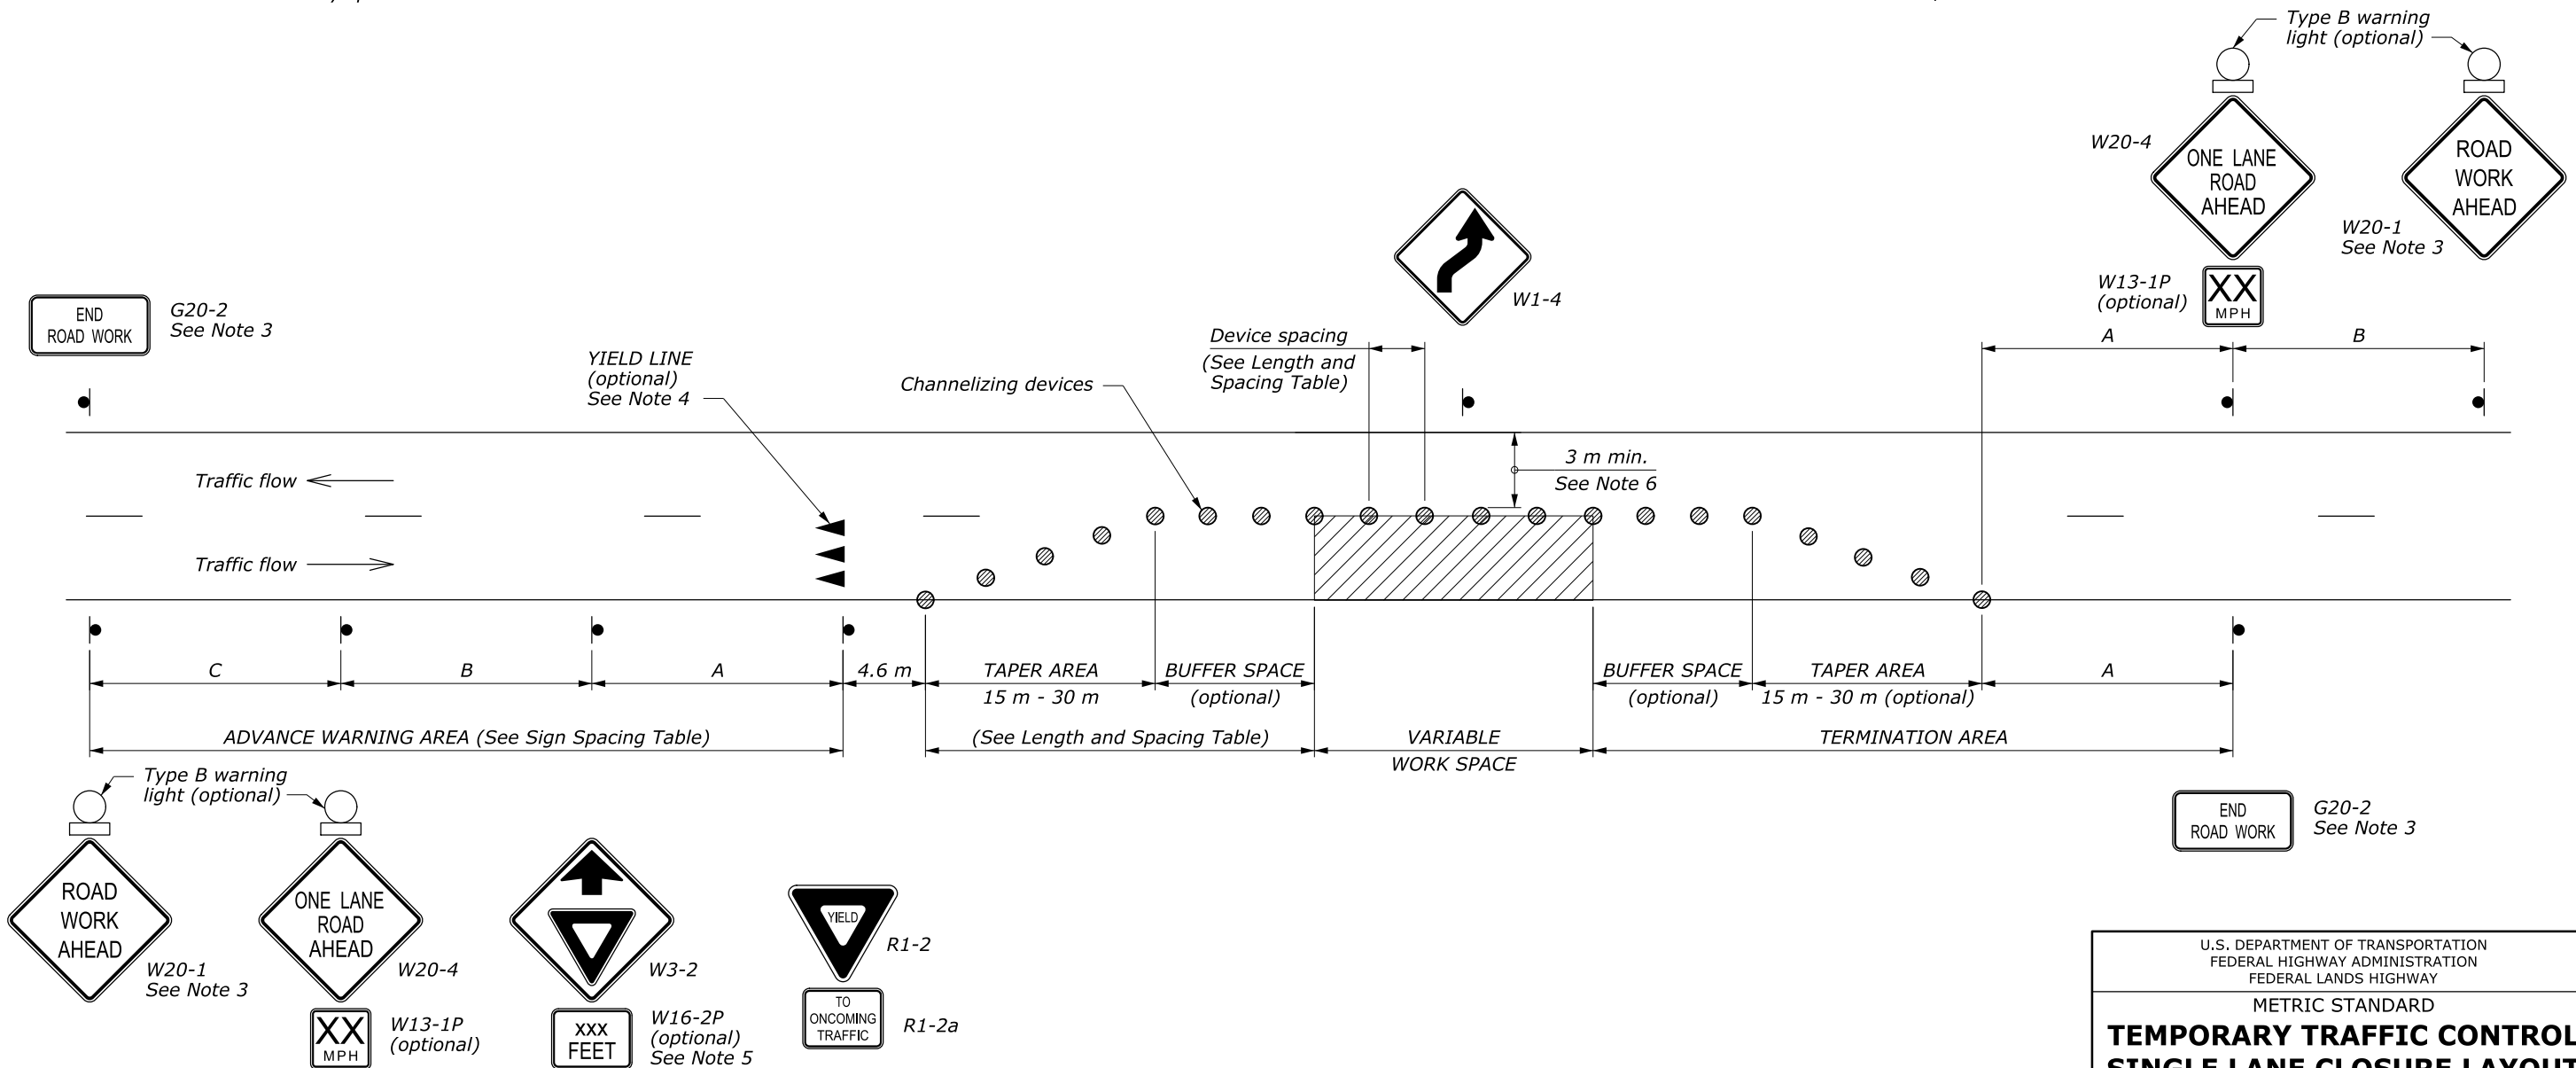 Type B warning
light (optional)
W20-4
ONE LANE
ROAD
AHEAD
ROAD
WORK
AHEAD
W20-1
See Note 3
W13-1P
(optional)
XX
MPH
W1-4
END
ROAD WORK
G20-2
See Note 3
YIELD LINE
(optional)
See Note 4
Channelizing devices
Device spacing
(See Length and
Spacing Table)
A
B
3 m min.
See Note 6
Traffic flow
Traffic flow
C
B
A
4.6 m
TAPER AREA
15 m - 30 m
BUFFER SPACE
(optional)
BUFFER SPACE
(optional)
TAPER AREA
15 m - 30 m (optional)
A
ADVANCE WARNING AREA (See Sign Spacing Table)
(See Length and Spacing Table)
VARIABLE
WORK SPACE
TERMINATION AREA
Type B warning
light (optional)
ROAD
WORK
AHEAD
W20-1
See Note 3
ONE LANE
ROAD
AHEAD
W20-4
XX
MPH
W13-1P
(optional)
W3-2
XXX
FEET
W16-2P
(optional)
See Note 5
YIELD
R1-2
TO
ONCOMING
TRAFFIC
R1-2a
END
ROAD WORK
G20-2
See Note 3
U.S. DEPARTMENT OF TRANSPORTATION
FEDERAL HIGHWAY ADMINISTRATION
FEDERAL LANDS HIGHWAY
METRIC STANDARD
TEMPORARY TRAFFIC CONTROL
SINGLE LANE CLOSURE LAYOUT